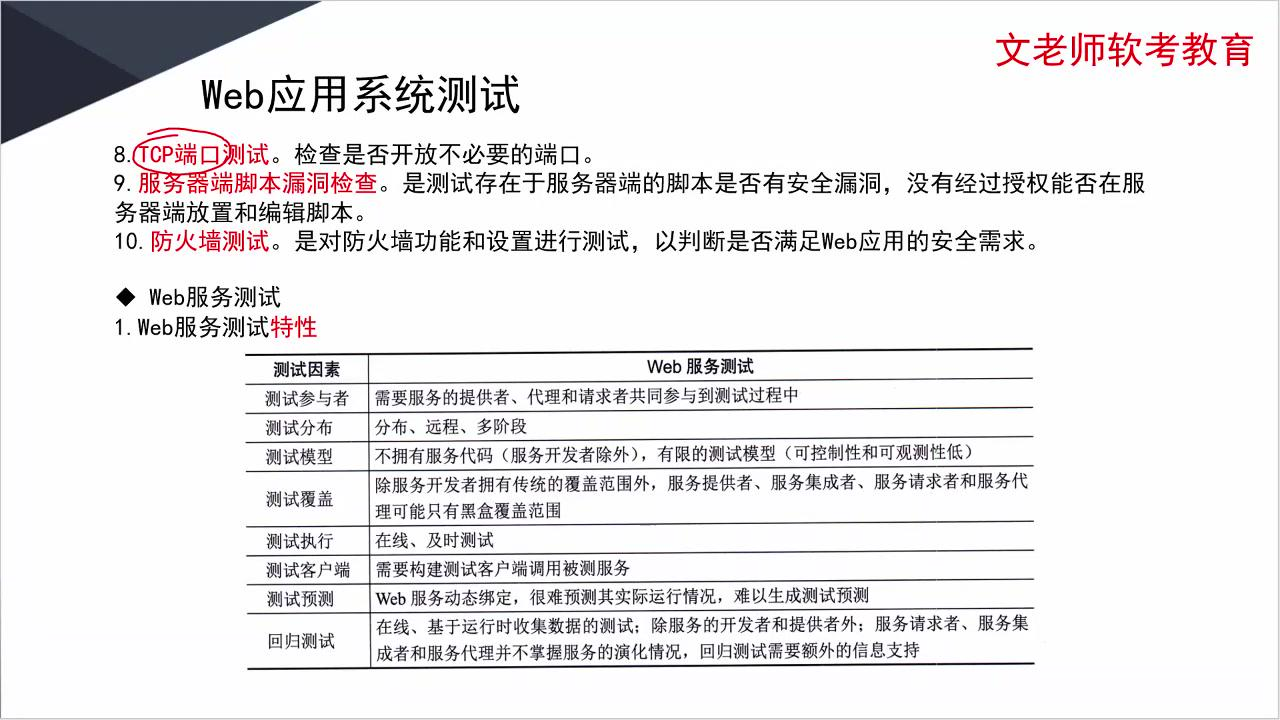 文老师软考教育
Web应用系统测试
8.TCP端口测试。检查是否开放不必要的端口。
9.服务器端脚本漏洞检查。是测试存在于服务器端的脚本是否有安全漏洞，没有经过授权能否在服
务器端放置和编辑脚本。
10.防火墙测试。是对防火墙功能和设置进行测试，以判断是否满足Web应用的安全需求。
◆ Web服务测试
1.Web服务测试特性
测试因素 Web 服务测试
测试参与者 需要服务的提供者、代理和请求者共同参与到测试过程中
测试分布 分布、远程、多阶段
测试模型 不拥有服务代码（服务开发者除外），有限的测试模型（可控制性和可观测性低）
测试覆盖 除服务开发者拥有传统的覆盖范围外，服务提供者、服务集成者、服务请求者和服务代
理可能只有黑盒覆盖范围
测试执行 在线、及时测试
测试客户端 需要构建测试客户端调用被测服务
测试预测 Web 服务动态绑定，很难预测其实际运行情况，难以生成测试预测
回归测试 在线、基于运行时收集数据的测试；除服务的开发者和提供者外；服务请求者、服务集
成者和服务代理并不掌握服务的演化情况，回归测试需要额外的信息支持